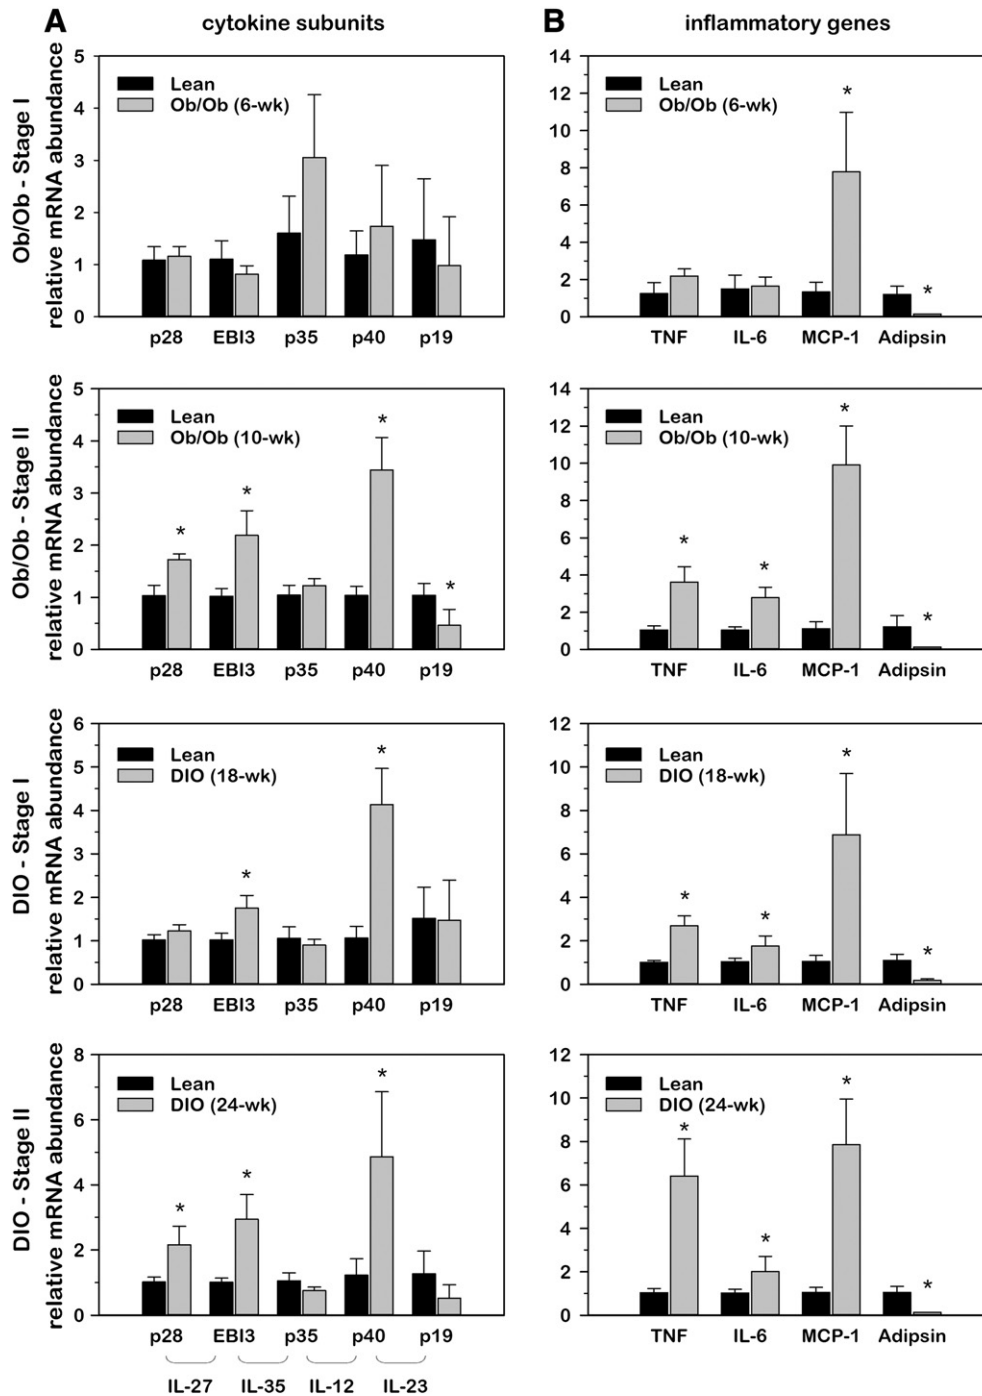 A cytokine subunits
B inflammatory genes
Ob/Ob - Stage I
relative mRNA abundance
5
4
3
2
1
0
Lean
Ob/Ob (6-wk)
*
p28 EBI3 p35 p40 p19
14
12
10
8
6
4
2
0
Lean
Ob/Ob (6-wk)
*
*
TNF IL-6 MCP-1 Adipsin
Ob/Ob - Stage II
relative mRNA abundance
5
4
3
2
1
0
Lean
Ob/Ob (10-wk)
* * * *
p28 EBI3 p35 p40 p19
14
12
10
8
6
4
2
0
Lean
Ob/Ob (10-wk)
* * * *
TNF IL-6 MCP-1 Adipsin
DIO - Stage I
relative mRNA abundance
6
5
4
3
2
1
0
Lean
DIO (18-wk)
* *
p28 EBI3 p35 p40 p19
12
10
8
6
4
2
0
Lean
DIO (18-wk)
* * * *
TNF IL-6 MCP-1 Adipsin
DIO - Stage II
relative mRNA abundance
8
6
4
2
0
Lean
DIO (24-wk)
* * *
p28 EBI3 p35 p40 p19
IL-27 IL-35 IL-12 IL-23
12
10
8
6
4
2
0
Lean
DIO (24-wk)
* * * *
TNF IL-6 MCP-1 Adipsin